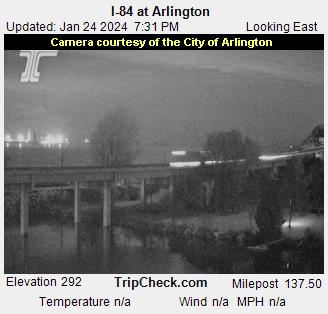 I-84 at Arlington
Updated: Jan 24 2024 7:31 PM Looking East
Camera courtesy of the City of Arlington
Elevation 292 TripCheck.com Milepost 137.50
Temperature n/a Wind n/a MPH n/a